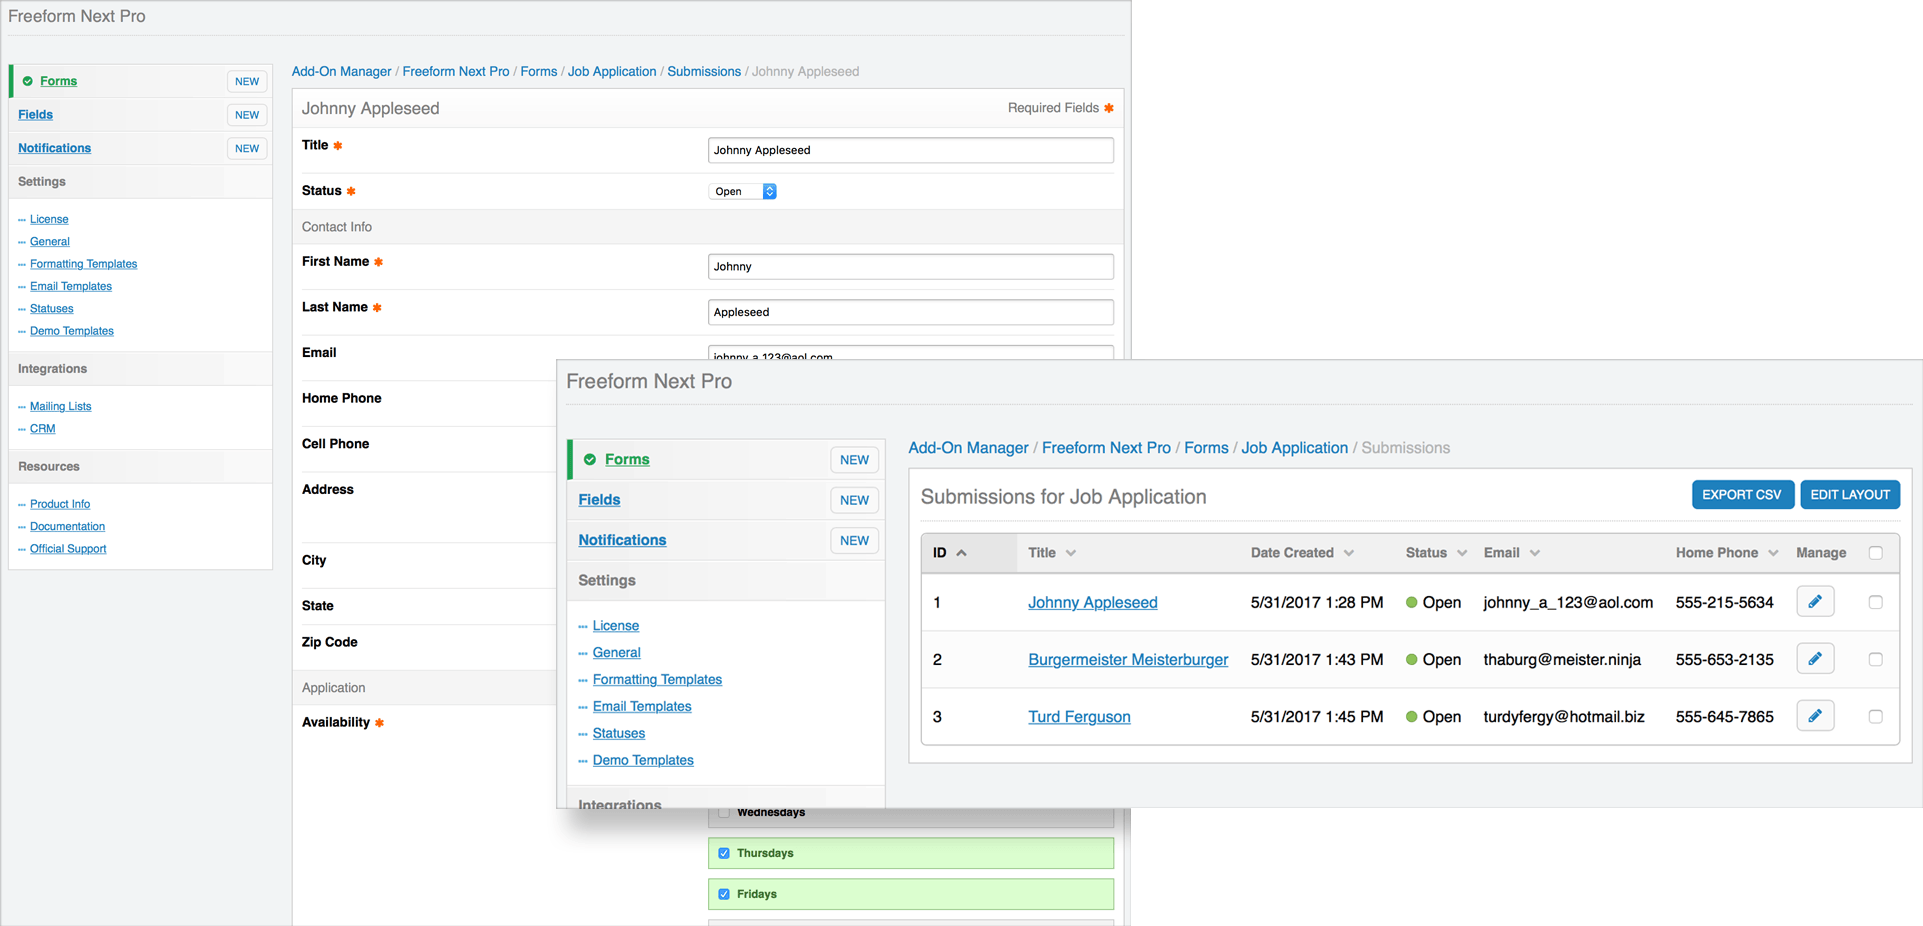 Freeform Next Pro
Forms NEW
Fields NEW
Notifications NEW
Settings
License
General
Formatting Templates
Email Templates
Statuses
Demo Templates
Integrations
Mailing Lists
CRM
Resources
Product Info
Documentation
Official Support
Add-On Manager / Freeform Next Pro / Forms / Job Application / Submissions / Johnny Appleseed
Johnny Appleseed Required Fields ✱
Title ✱ Johnny Appleseed
Status ✱ Open
Contact Info
First Name ✱ Johnny
Last Name ✱ Appleseed
Email johnny_a_123@aol.com
Home Phone
Cell Phone
Address
City
State
Zip Code
Application
Availability ✱
Wednesdays
Thursdays
Fridays
Freeform Next Pro
Forms NEW
Fields NEW
Notifications NEW
Settings
License
General
Formatting Templates
Email Templates
Statuses
Demo Templates
Integrations
Add-On Manager / Freeform Next Pro / Forms / Job Application / Submissions
Submissions for Job Application EXPORT CSV EDIT LAYOUT
ID Title Date Created Status Email Home Phone Manage
1 Johnny Appleseed 5/31/2017 1:28 PM Open johnny_a_123@aol.com 555-215-5634
2 Burgermeister Meisterburger 5/31/2017 1:43 PM Open thaburg@meister.ninja 555-653-2135
3 Turd Ferguson 5/31/2017 1:45 PM Open turdyfergy@hotmail.biz 555-645-7865